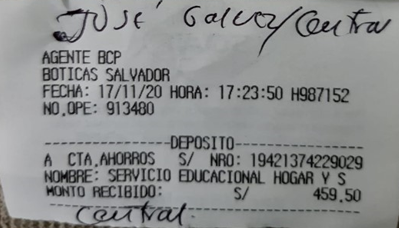 JOSÉ Galvez/Central
AGENTE BCP
BOTICAS SALVADOR
FECHA: 17/11/20 HORA: 17:23:50 H987152
NO.OPE: 913480
------------------DEPOSITO------------------
A CTA.AHORROS S/ NRO: 19421374229029
NOMBRE: SERVICIO EDUCACIONAL HOGAR Y S
MONTO RECIBIDO: S/ 459,50
Central